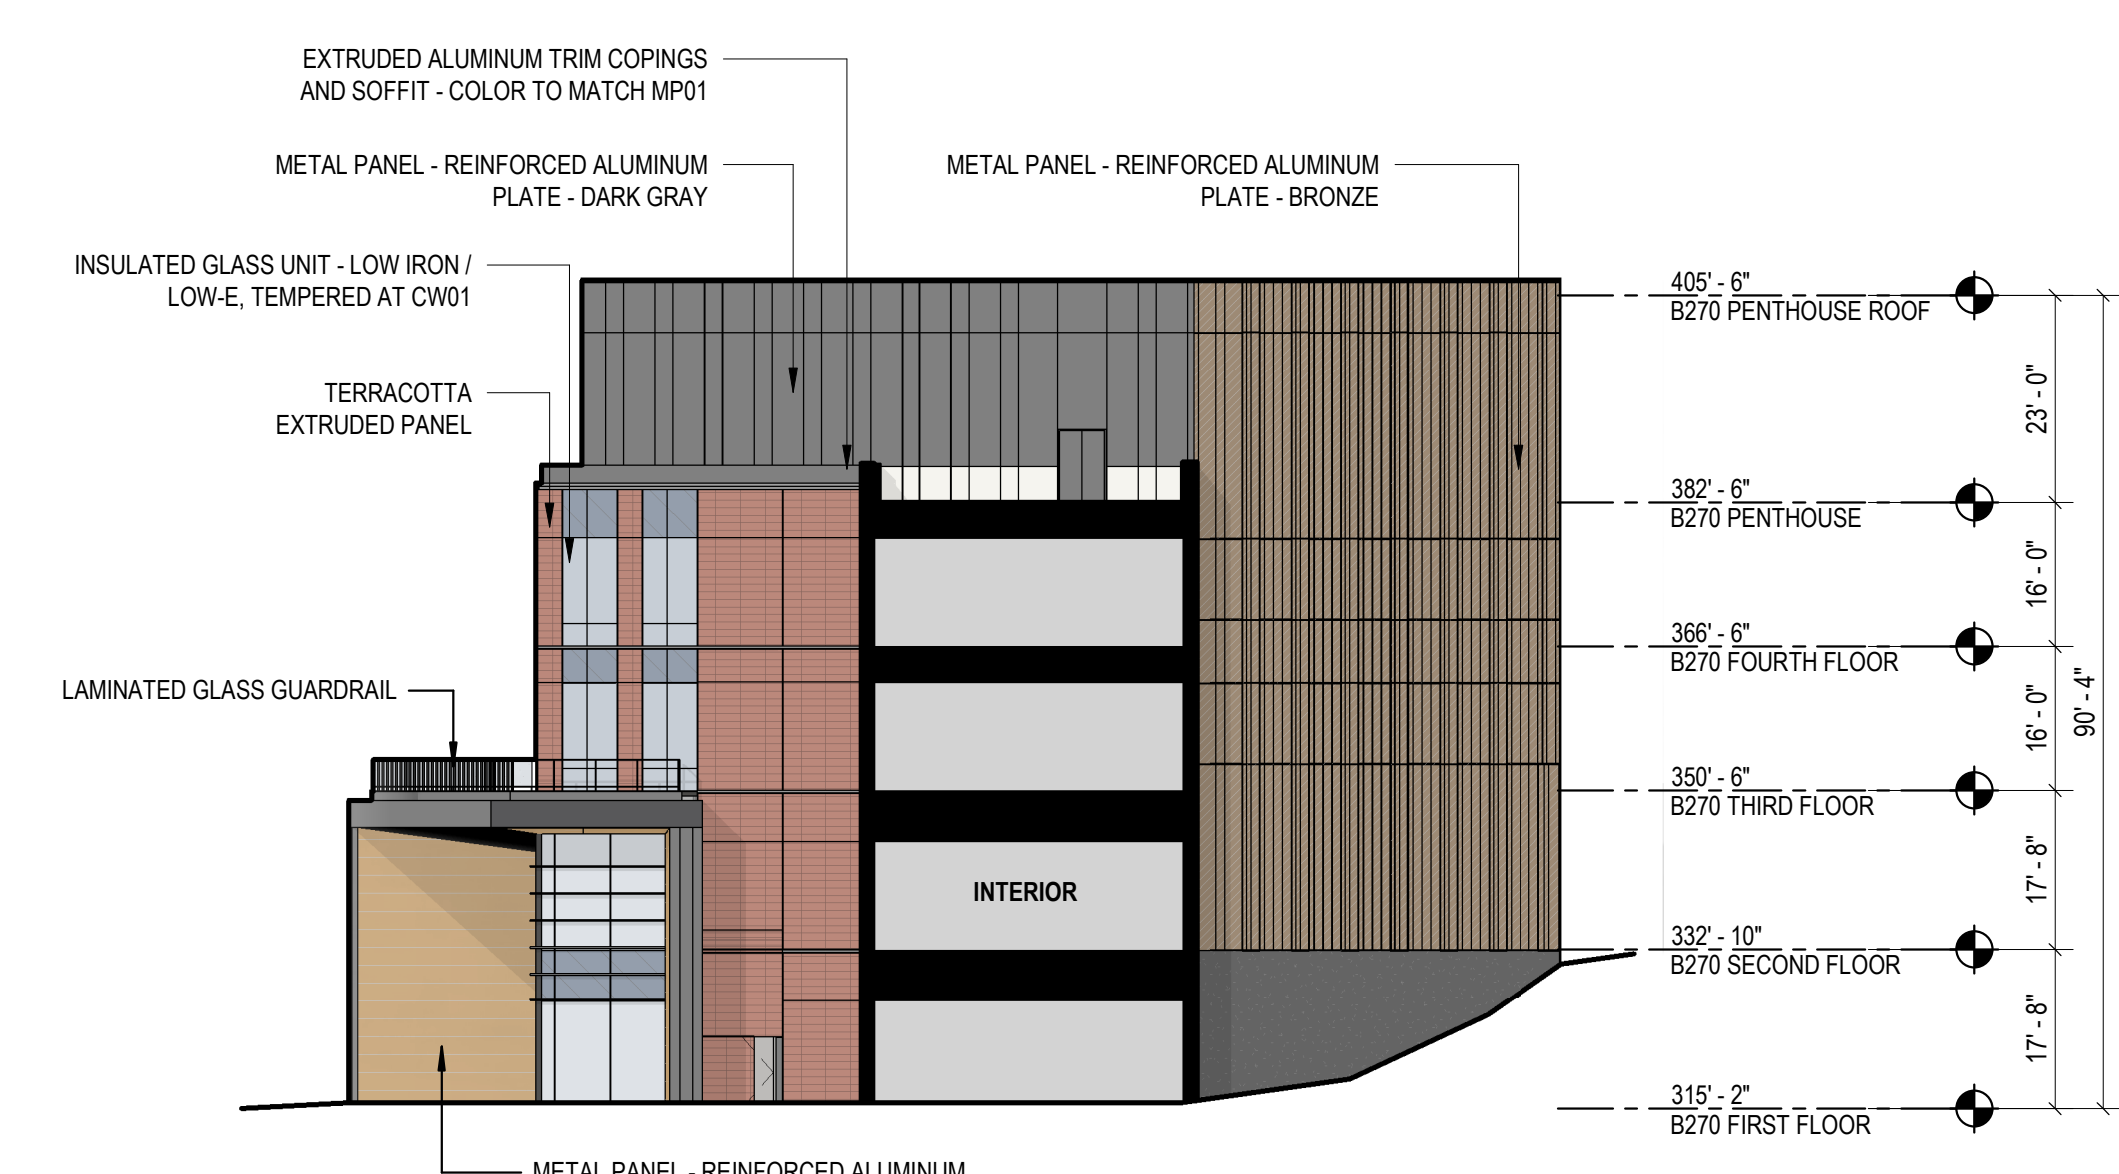 EXTRUDED ALUMINUM TRIM COPINGS
AND SOFFIT - COLOR TO MATCH MP01
METAL PANEL - REINFORCED ALUMINUM
PLATE - DARK GRAY
METAL PANEL - REINFORCED ALUMINUM
PLATE - BRONZE
INSULATED GLASS UNIT - LOW IRON /
LOW-E, TEMPERED AT CW01
TERRACOTTA
EXTRUDED PANEL
LAMINATED GLASS GUARDRAIL
INTERIOR
METAL PANEL - REINFORCED ALUMINUM
405' - 6"
B270 PENTHOUSE ROOF
23' - 0"
382' - 6"
B270 PENTHOUSE
16' - 0"
366' - 6"
B270 FOURTH FLOOR
16' - 0"
90' - 4"
350' - 6"
B270 THIRD FLOOR
17' - 8"
332' - 10"
B270 SECOND FLOOR
17' - 8"
315' - 2"
B270 FIRST FLOOR